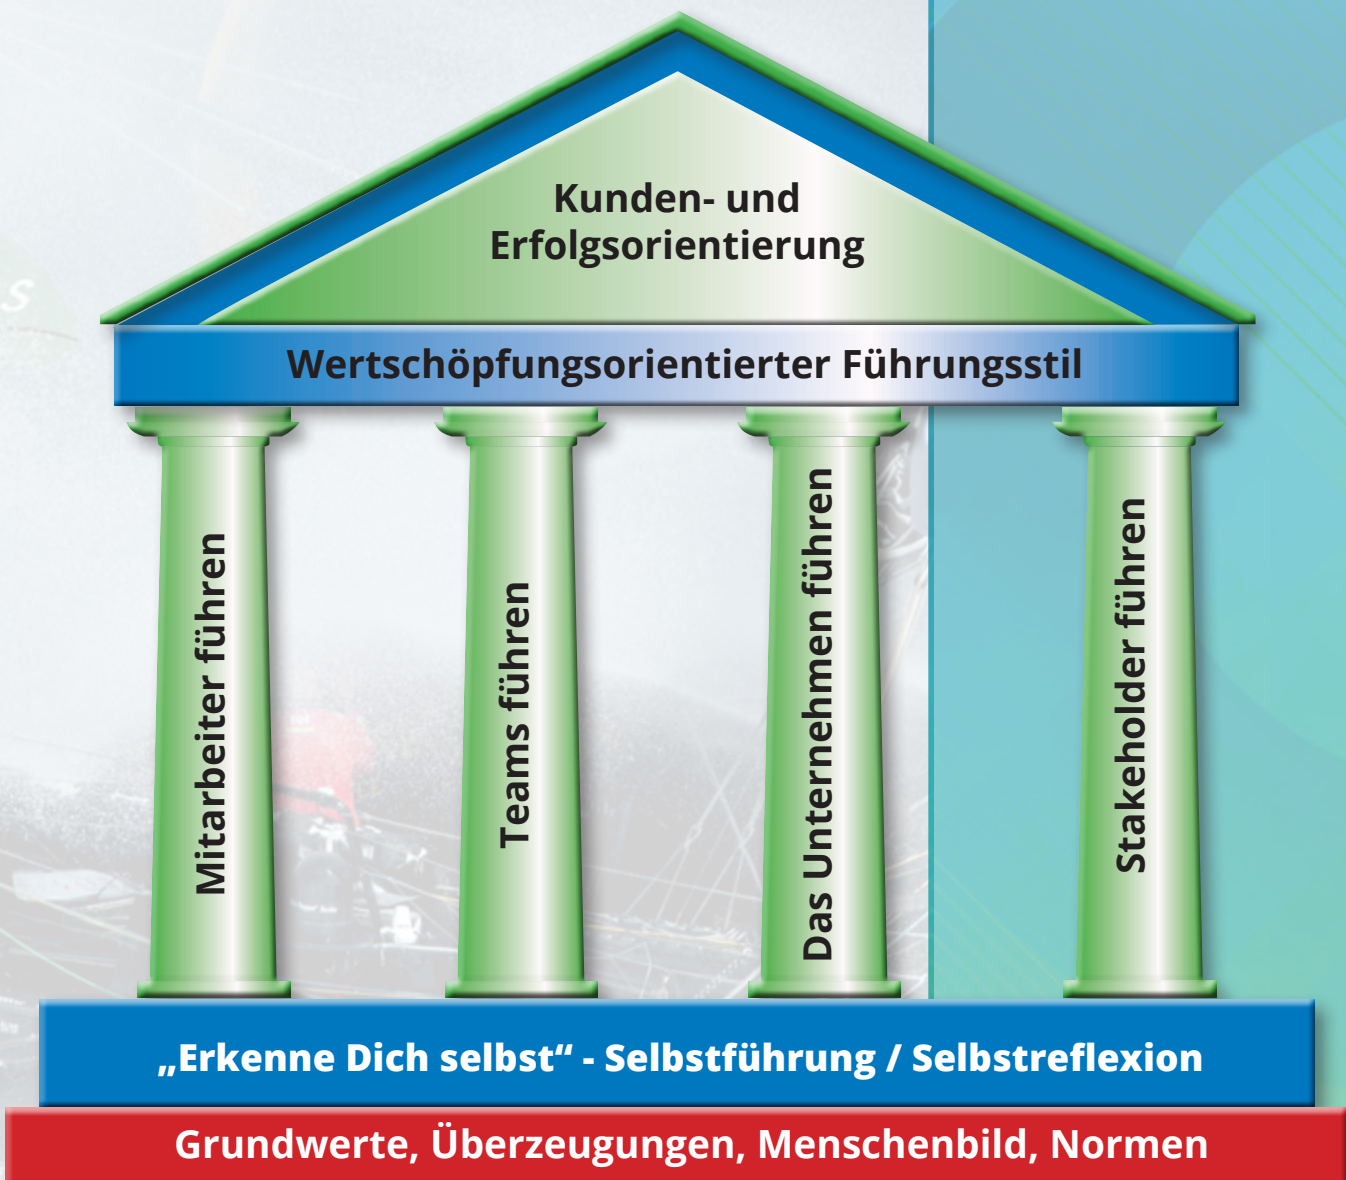 Kunden- und
Erfolgsorientierung
Wertschöpfungsorientierter Führungsstil
Mitarbeiter führen
Teams führen
Das Unternehmen führen
Stakeholder führen
„Erkenne Dich selbst“ - Selbstführung / Selbstreflexion
Grundwerte, Überzeugungen, Menschenbild, Normen